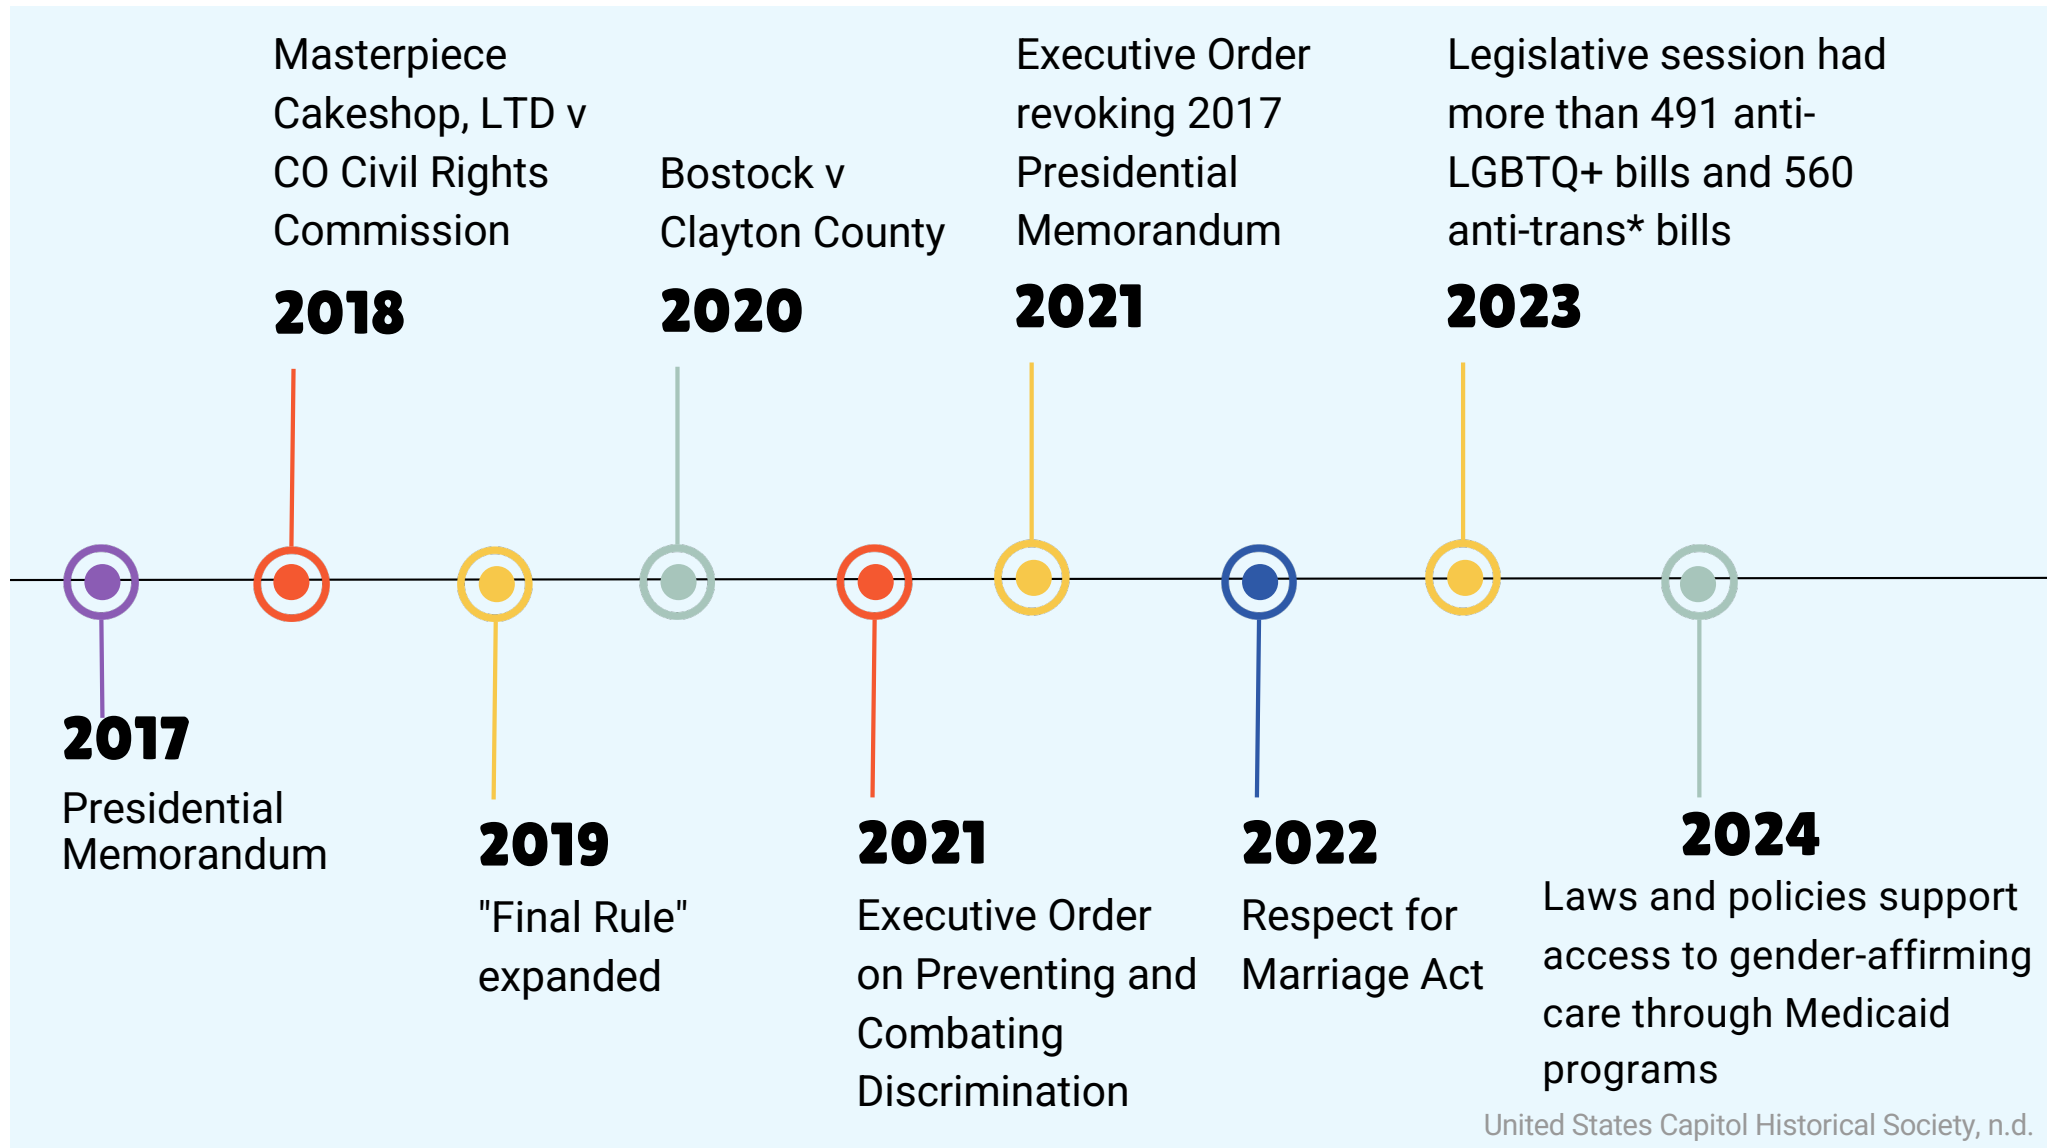 Masterpiece
Cakeshop, LTD v
CO Civil Rights
Commission
2018
Bostock v
Clayton County
2020
Executive Order
revoking 2017
Presidential
Memorandum
2021
Legislative session had
more than 491 anti-
LGBTQ+ bills and 560
anti-trans* bills
2023
2017
Presidential
Memorandum
2019
"Final Rule"
expanded
2021
Executive Order
on Preventing and
Combating
Discrimination
2022
Respect for
Marriage Act
2024
Laws and policies support
access to gender-affirming
care through Medicaid
programs
United States Capitol Historical Society, n.d.